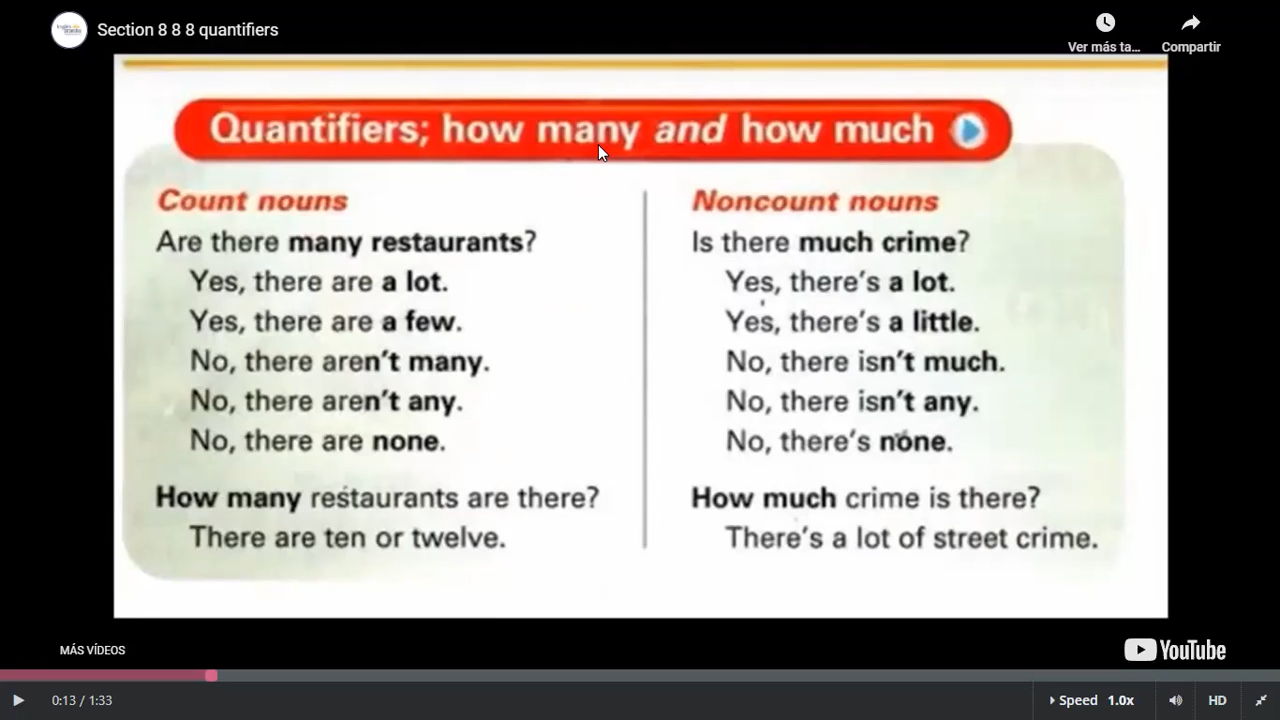 Section 8 8 8 quantifiers
Ver más ta...
Compartir
Quantifiers; how many and how much
Count nouns
Are there many restaurants?
Yes, there are a lot.
Yes, there are a few.
No, there aren't many.
No, there aren't any.
No, there are none.
How many restaurants are there?
There are ten or twelve.
Noncount nouns
Is there much crime?
Yes, there's a lot.
Yes, there's a little.
No, there isn't much.
No, there isn't any.
No, there's none.
How much crime is there?
There's a lot of street crime.
MÁS VÍDEOS
YouTube
0:13 / 1:33
Speed 1.0x
HD